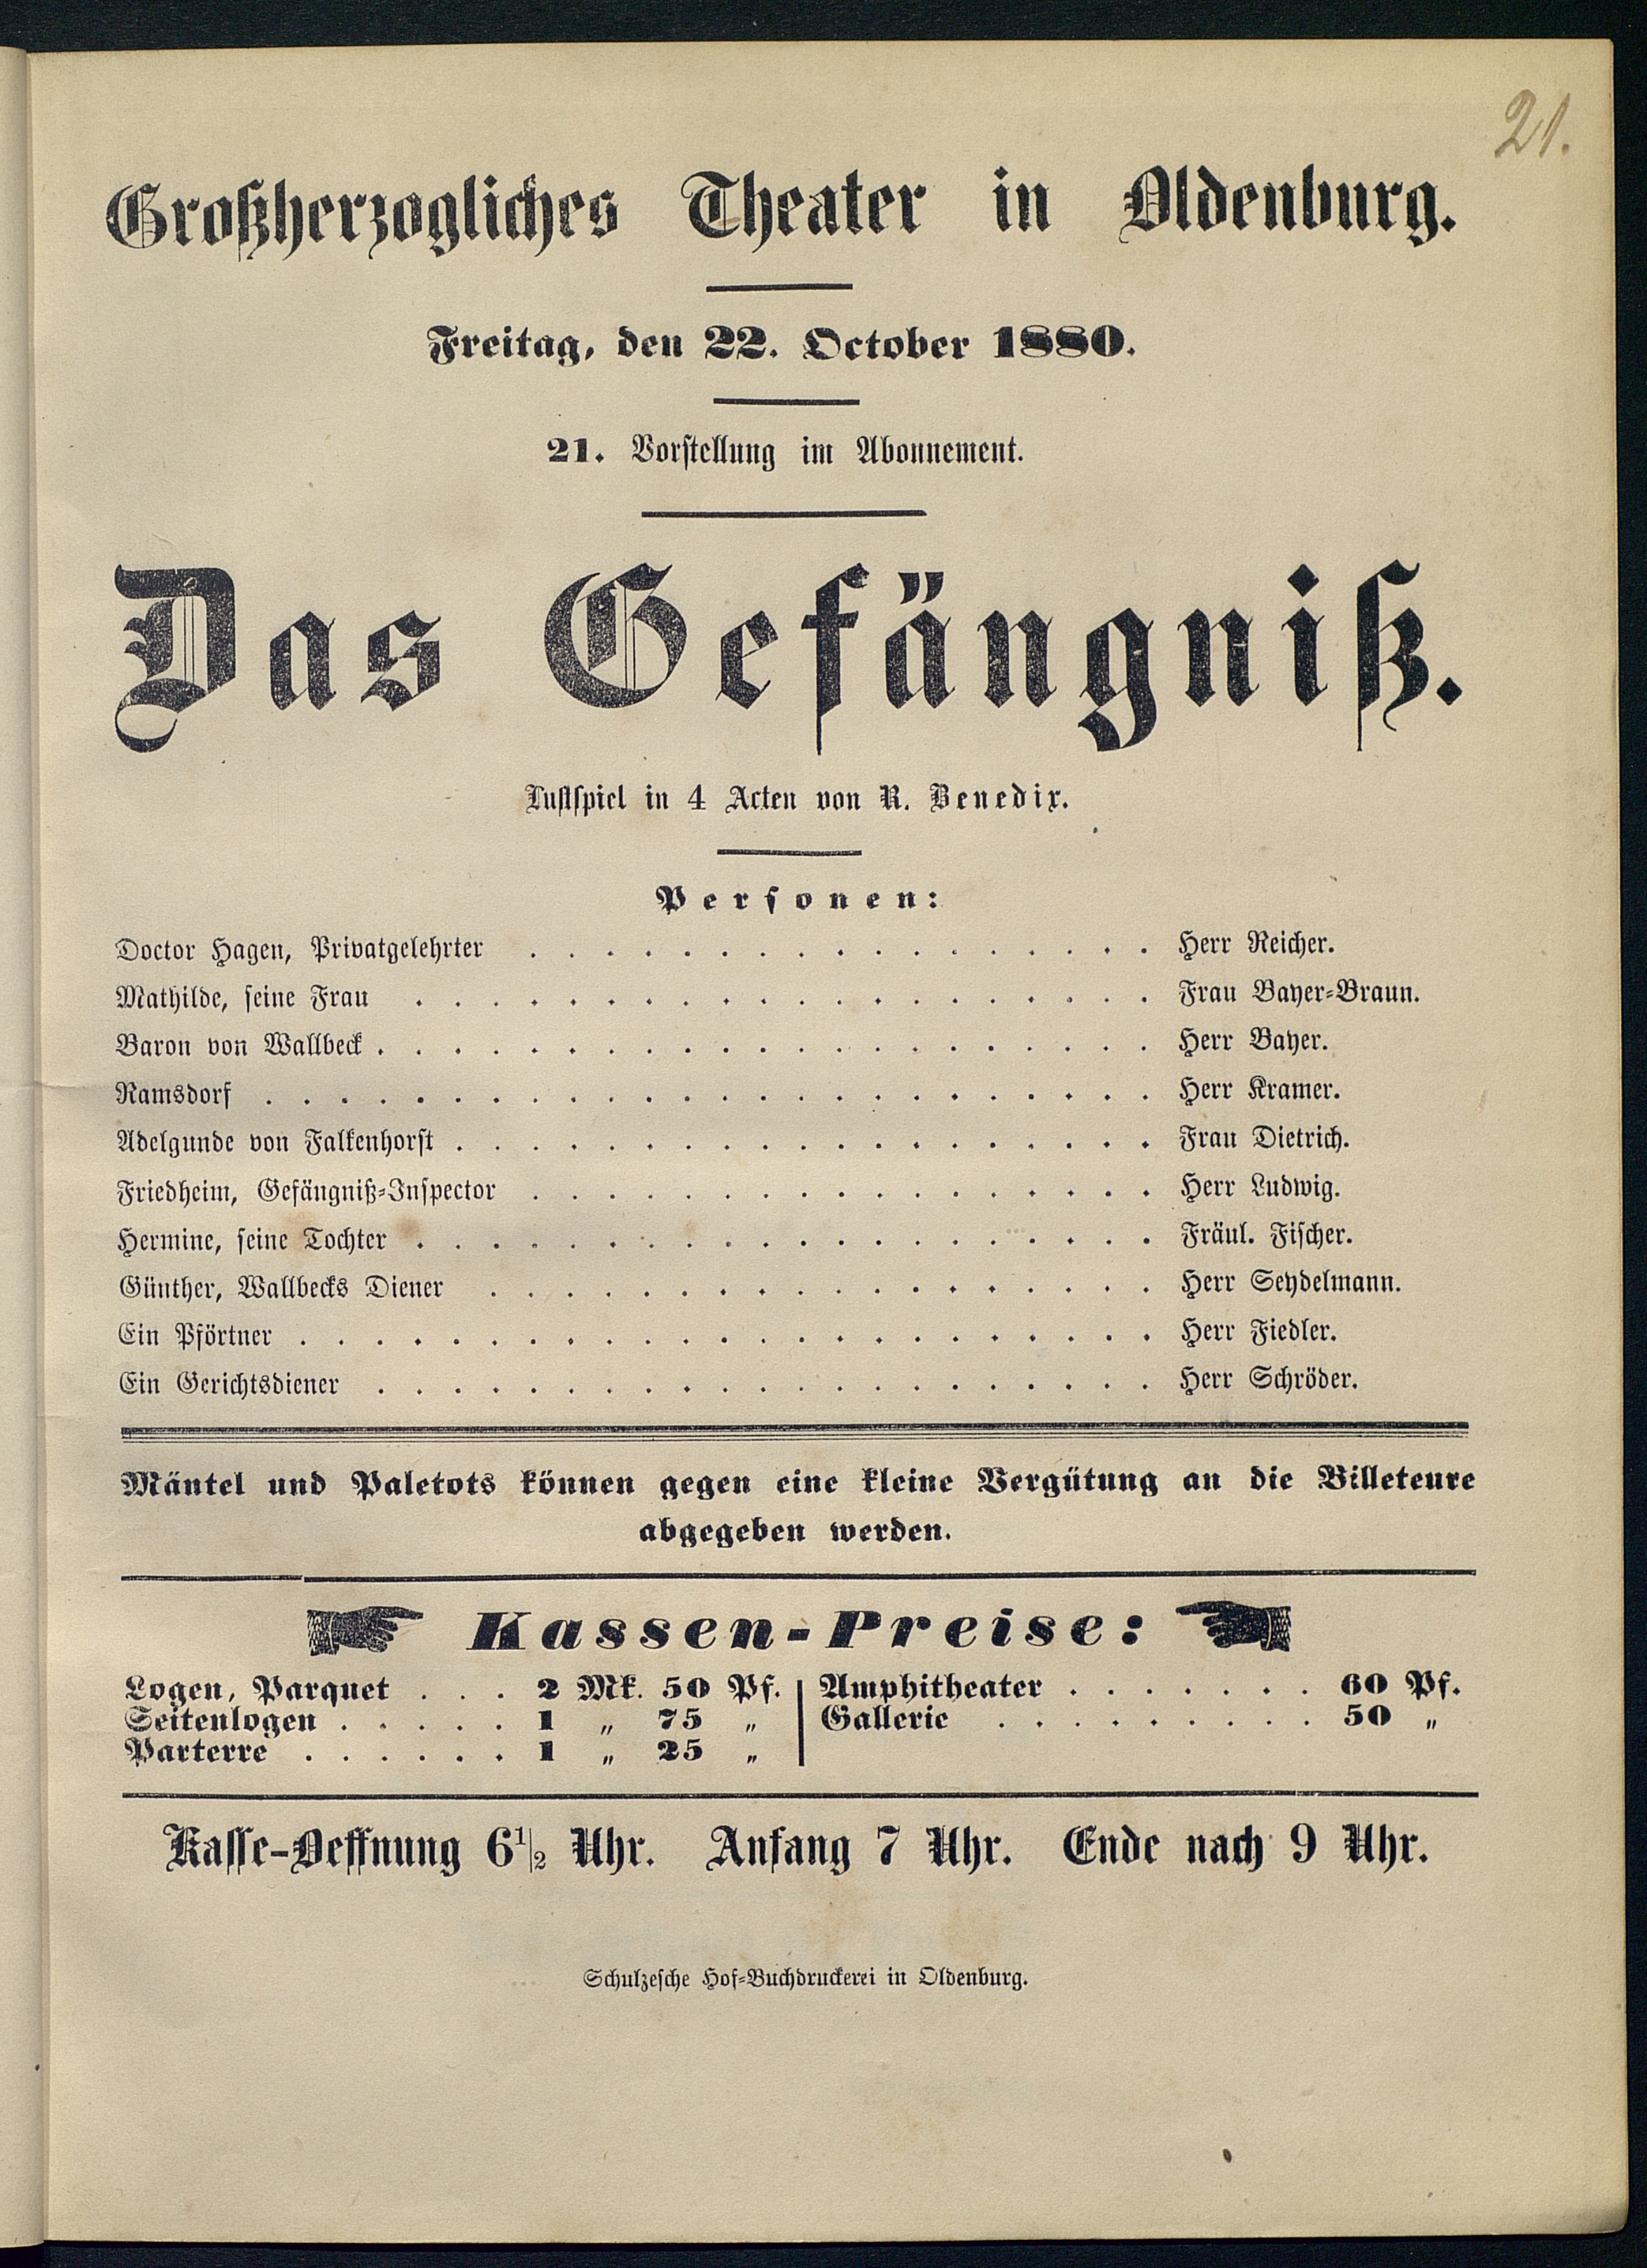 21.
Großherzogliches Theater in Oldenburg.
Freitag, den 22. October 1880.
21. Vorstellung im Abonnement.
Das Gefängniß.
Lustspiel in 4 Acten von R. Benedix.
Personen:
Doctor Hagen, Privatgelehrter . . . . . . . . . . . . . . . . . Herr Reicher.
Mathilde, seine Frau . . . . . . . . . . . . . . . . . . . . Frau Bayer-Braun.
Baron von Wallbeck . . . . . . . . . . . . . . . . . . . . . Herr Bayer.
Ramsdorf . . . . . . . . . . . . . . . . . . . . . . . . Herr Kramer.
Adelgunde von Falkenhorst . . . . . . . . . . . . . . . . . . . Frau Dietrich.
Friedheim, Gefängniß-Inspector . . . . . . . . . . . . . . . . . Herr Ludwig.
Hermine, seine Tochter . . . . . . . . . . . . . . . . . . . . Fräul. Fischer.
Günther, Wallbecks Diener . . . . . . . . . . . . . . . . . . Herr Seydelmann.
Ein Pförtner . . . . . . . . . . . . . . . . . . . . . . . Herr Fiedler.
Ein Gerichtsdiener . . . . . . . . . . . . . . . . . . . . . Herr Schröder.
Mäntel und Paletots können gegen eine kleine Vergütung an die Billeteure
abgegeben werden.
Kassen-Preise:
Logen, Parquet . . . 2 Mk. 50 Pf.
Seitenlogen . . . . . 1 „ 75 „
Parterre . . . . . . 1 „ 25 „
Amphitheater . . . . . . . 60 Pf.
Gallerie . . . . . . . . . 50 „
Kasse-Oeffnung 6 1/2 Uhr. Anfang 7 Uhr. Ende nach 9 Uhr.
Schulzesche Hof-Buchdruckerei in Oldenburg.